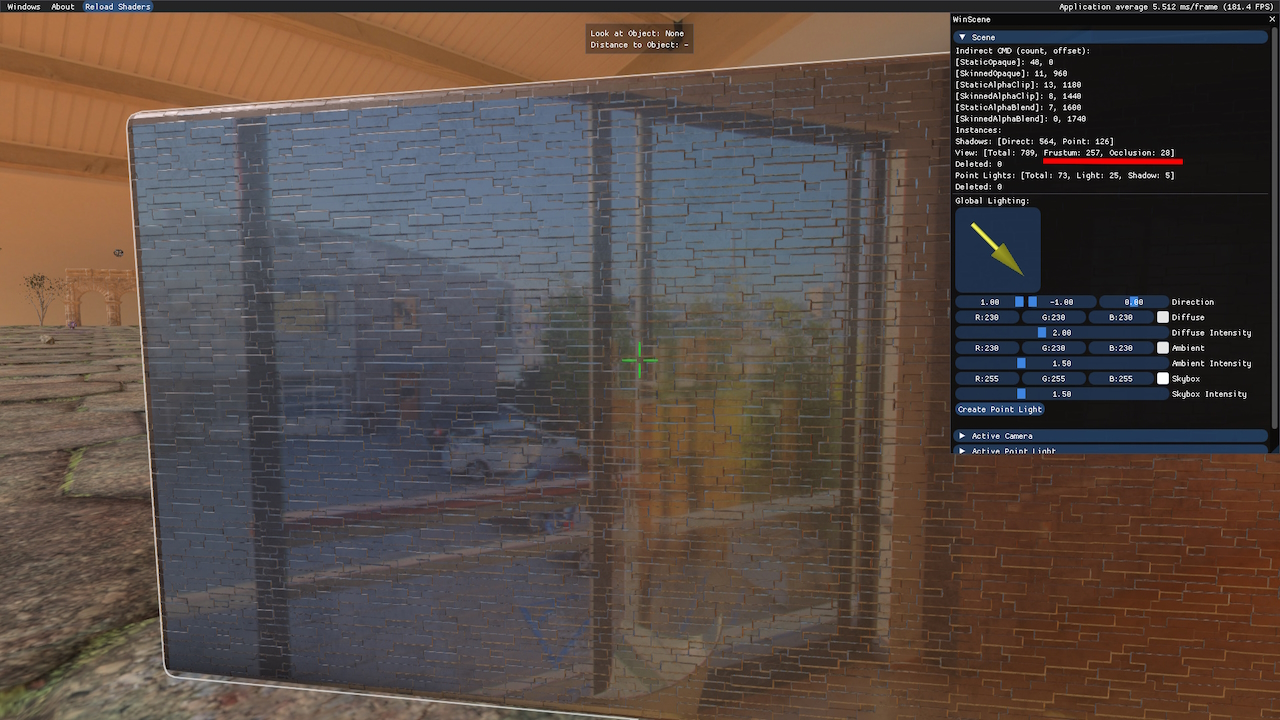 Windows About Reload Shaders
Application average 5.512 ms/frame (181.4 FPS)
Look at Object: None
Distance to Object: -
WinScene
Scene
Indirect CMD (count, offset):
[StaticOpaque]: 48, 0
[SkinnedOpaque]: 11, 960
[StaticAlphaClip]: 13, 1180
[SkinnedAlphaClip]: 8, 1440
[StaticAlphaBlend]: 7, 1600
[SkinnedAlphaBlend]: 0, 1740
Instances:
Shadows: [Direct: 564, Point: 126]
View: [Total: 789, Frustum: 257, Occlusion: 28]
Deleted: 0
Point Lights: [Total: 73, Light: 25, Shadow: 5]
Deleted: 0
Global Lighting:
1.00 -1.00 0.00 Direction
R:230 G:230 B:230 Diffuse
2.00 Diffuse Intensity
R:230 G:230 B:230 Ambient
1.50 Ambient Intensity
R:255 G:255 B:255 Skybox
1.50 Skybox Intensity
Create Point Light
Active Camera
Active Point Light